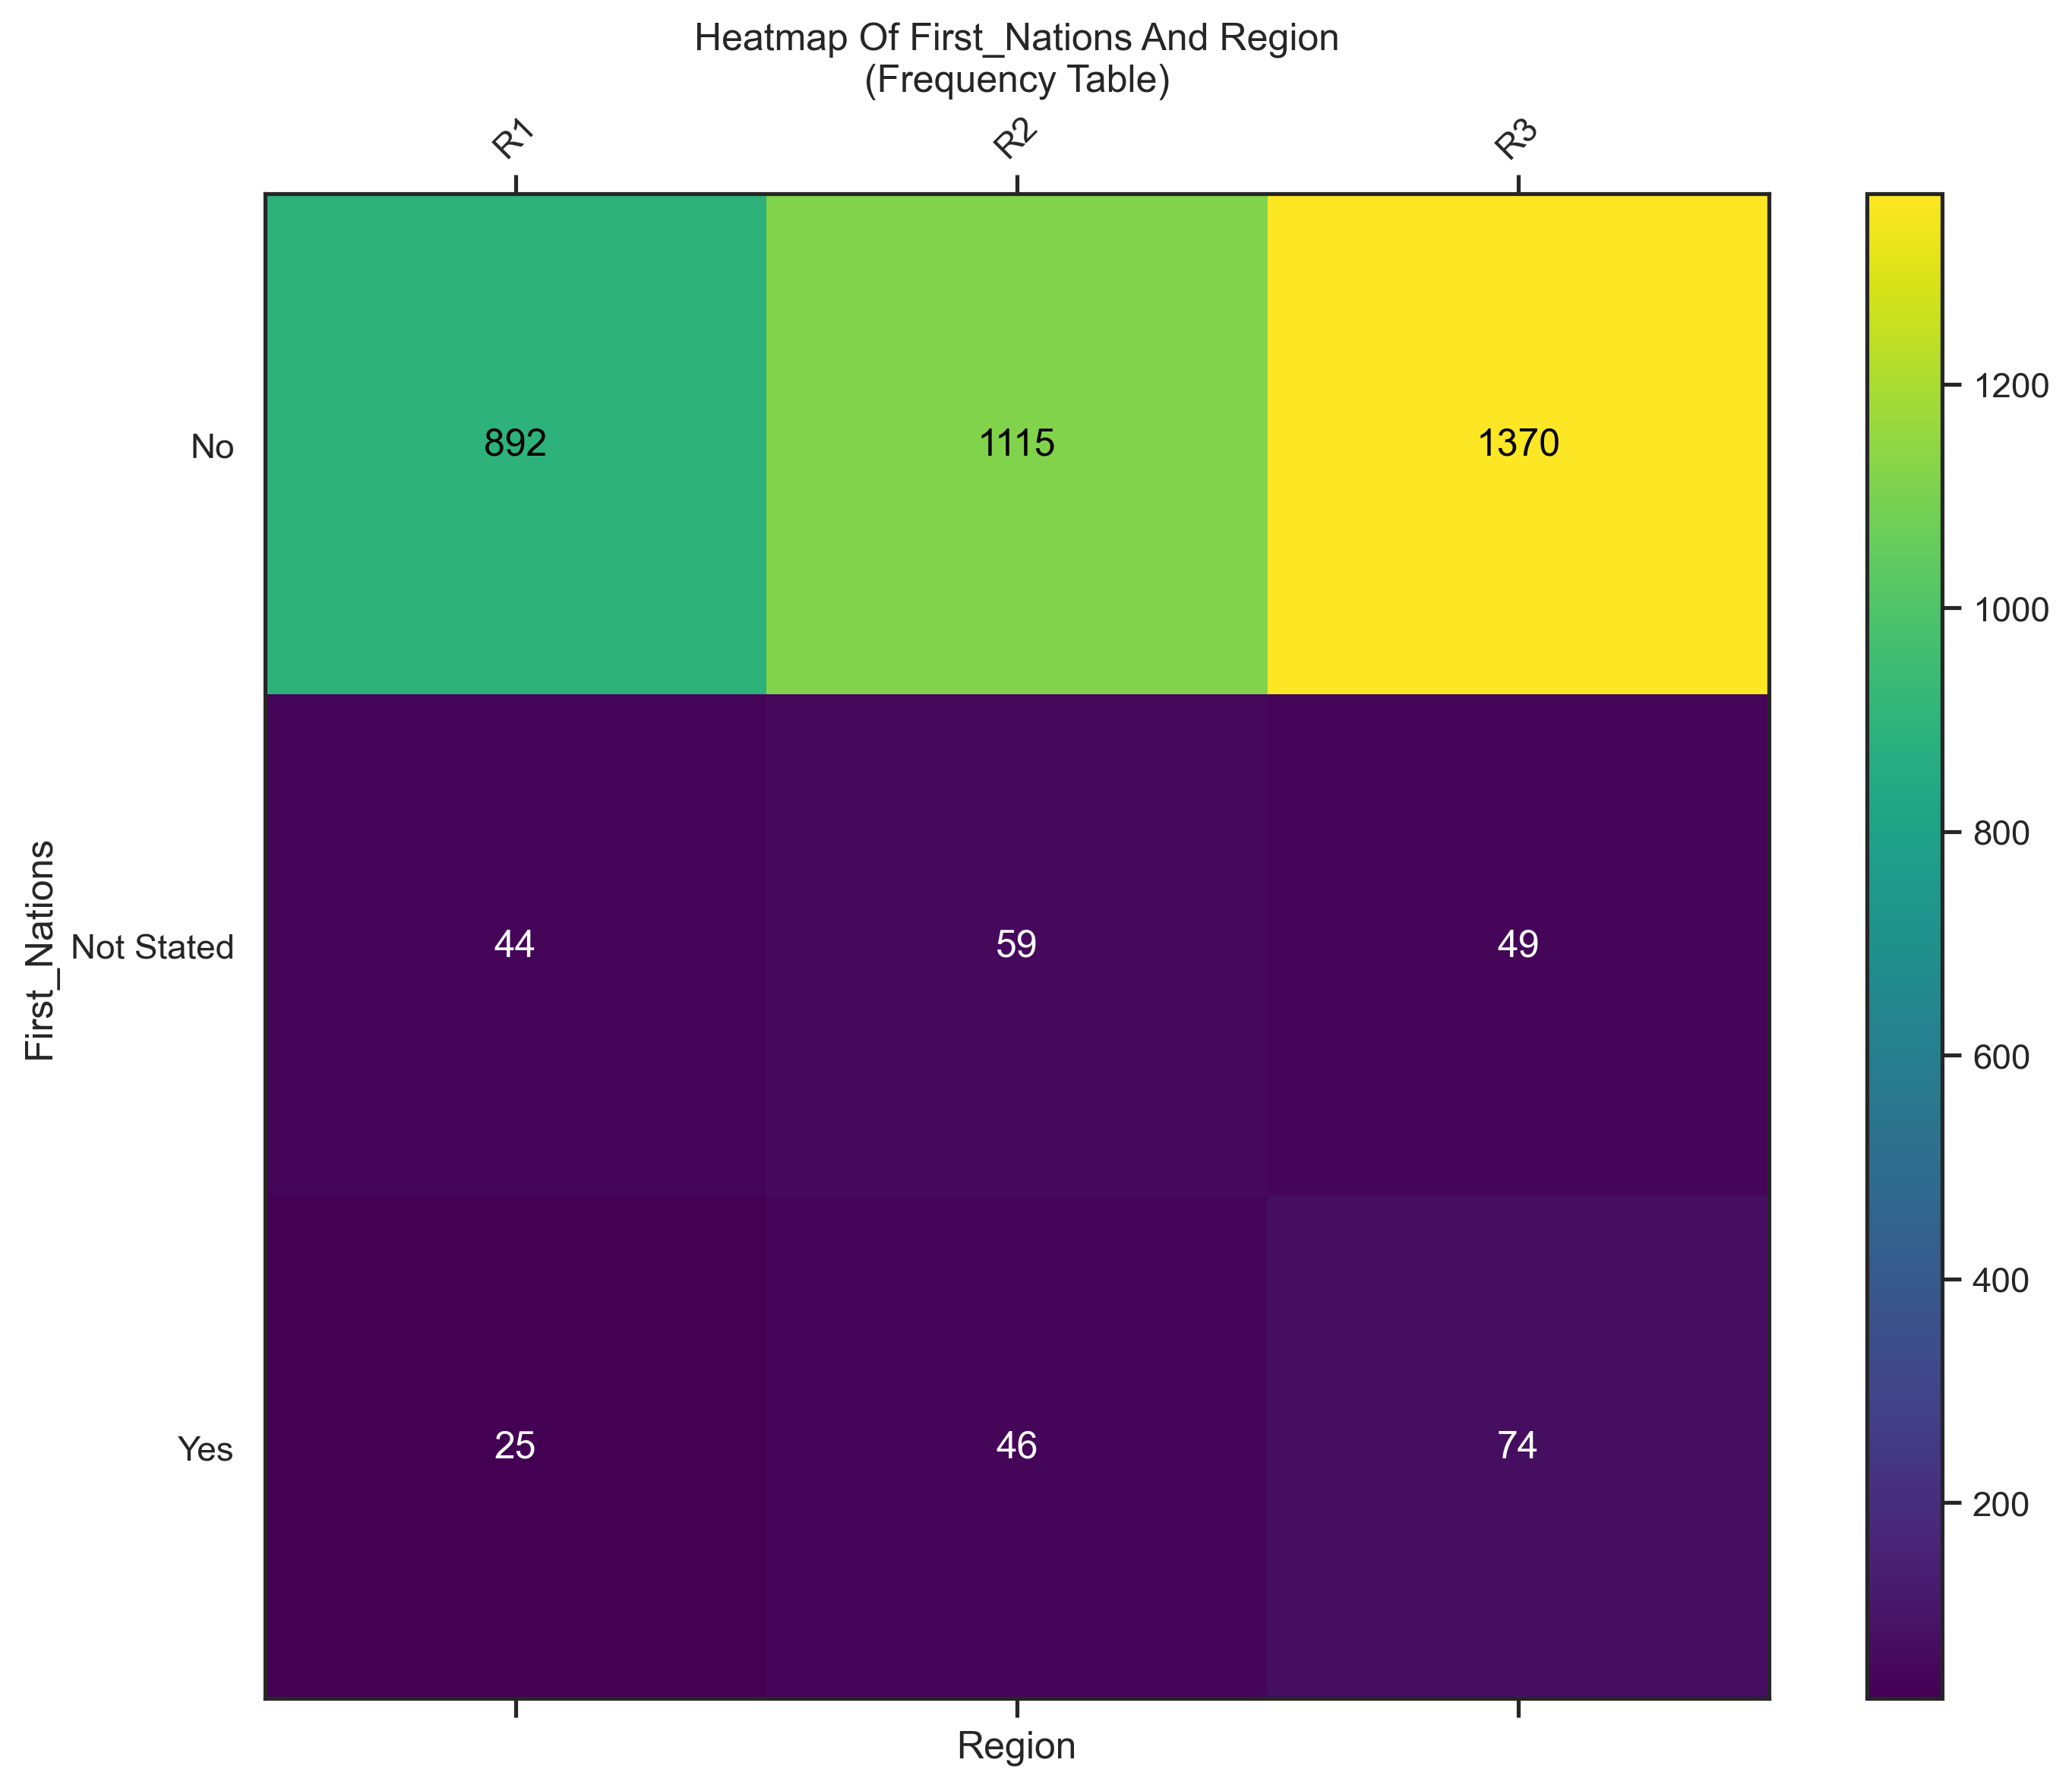 Heatmap Of First_Nations And Region
(Frequency Table)
R1 R2 R3
No 892 1115 1370
Not Stated 44 59 49
Yes 25 46 74
First_Nations
Region
1200
1000
800
600
400
200